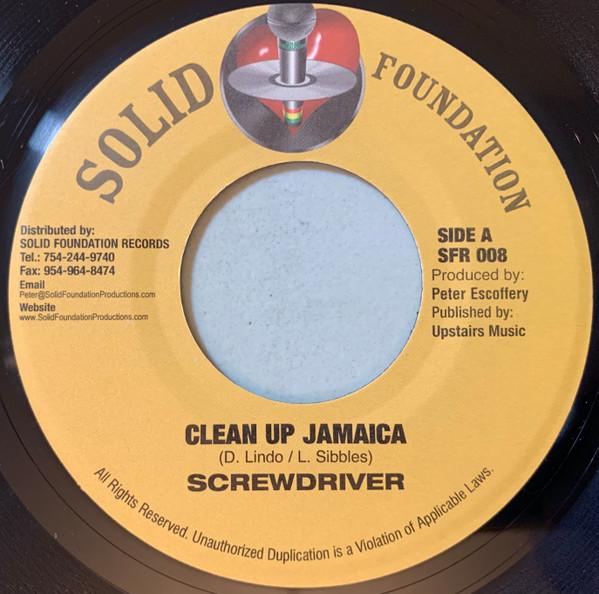 SOLID FOUNDATION
Distributed by:
SOLID FOUNDATION RECORDS
Tel.: 754-244-9740
Fax: 954-964-8474
Email
Peter@SolidFoundationProductions.com
Website
www.SolidFoundationProductions.com
SIDE A
SFR 008
Produced by:
Peter Escoffery
Published by:
Upstairs Music
CLEAN UP JAMAICA
(D. Lindo / L. Sibbles)
SCREWDRIVER
All Rights Reserved. Unauthorized Duplication is a Violation of Applicable Laws.